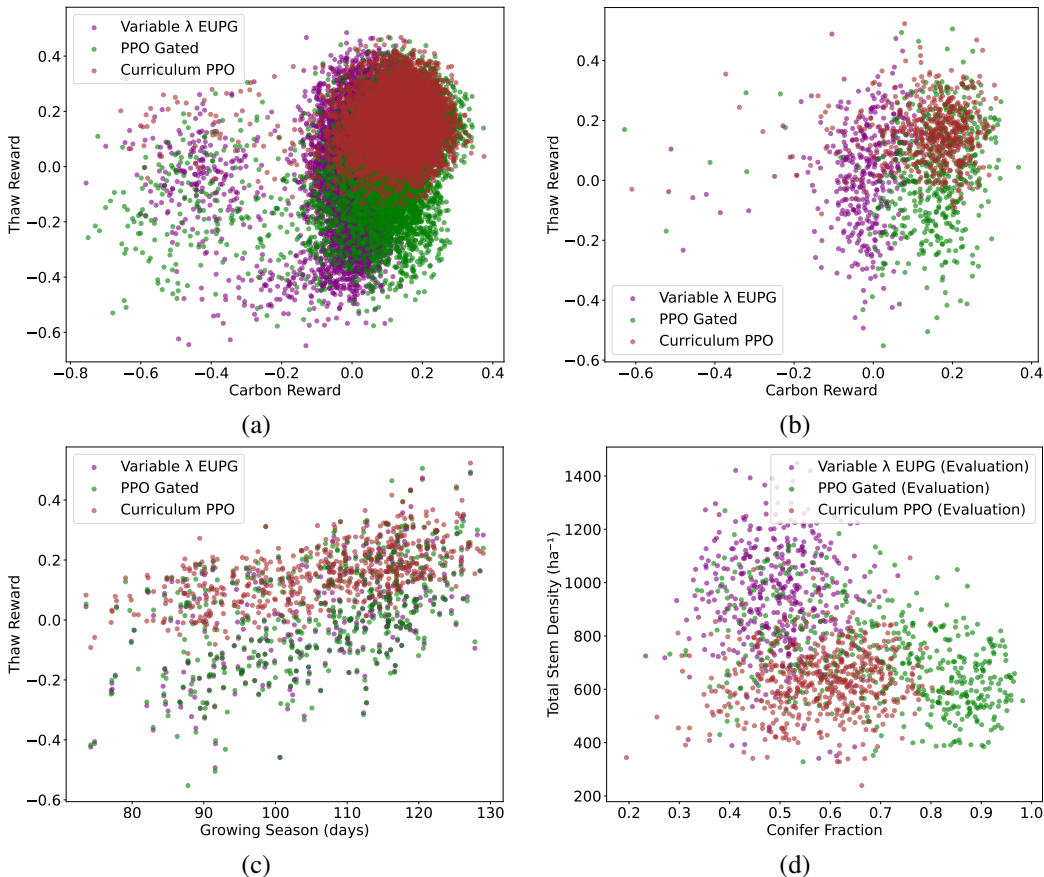 Variable λ EUPG
PPO Gated
Curriculum PPO
Thaw Reward
0.4
0.2
0.0
−0.2
−0.4
−0.6
−0.8 −0.6 −0.4 −0.2 0.0 0.2 0.4
Carbon Reward
(a)
Variable λ EUPG
PPO Gated
Curriculum PPO
Thaw Reward
0.4
0.2
0.0
−0.2
−0.4
−0.6
−0.6 −0.4 −0.2 0.0 0.2 0.4
Carbon Reward
(b)
Variable λ EUPG
PPO Gated
Curriculum PPO
Thaw Reward
0.4
0.2
0.0
−0.2
−0.4
−0.6
80 90 100 110 120 130
Growing Season (days)
(c)
Variable λ EUPG (Evaluation)
PPO Gated (Evaluation)
Curriculum PPO (Evaluation)
Total Stem Density (ha⁻¹)
1400
1200
1000
800
600
400
200
0.2 0.3 0.4 0.5 0.6 0.7 0.8 0.9 1.0
Conifer Fraction
(d)